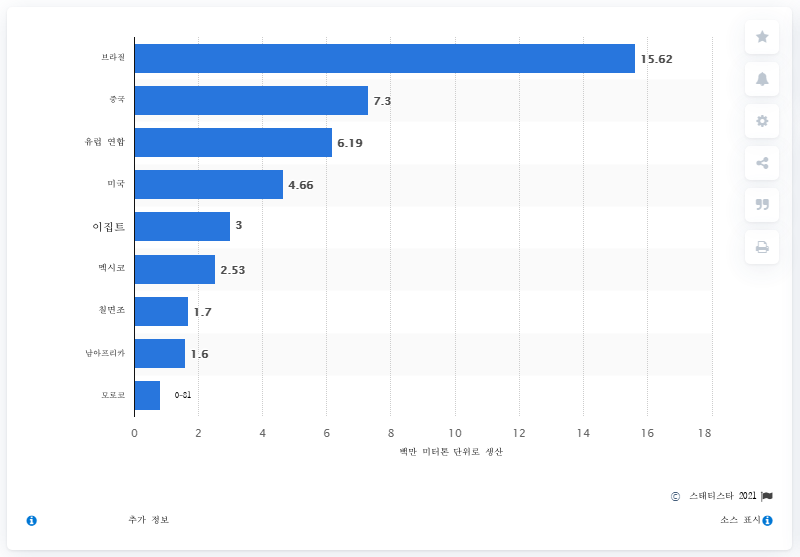 브라질 15.62
중국 7.3
유럽 연합 6.19
미국 4.66
이집트 3
멕시코 2.53
칠면조 1.7
남아프리카 1.6
모로코 0-81
0 2 4 6 8 10 12 14 16 18
백만 미터톤 단위로 생산
© 스태티스타 2021
추가 정보 소스 표시